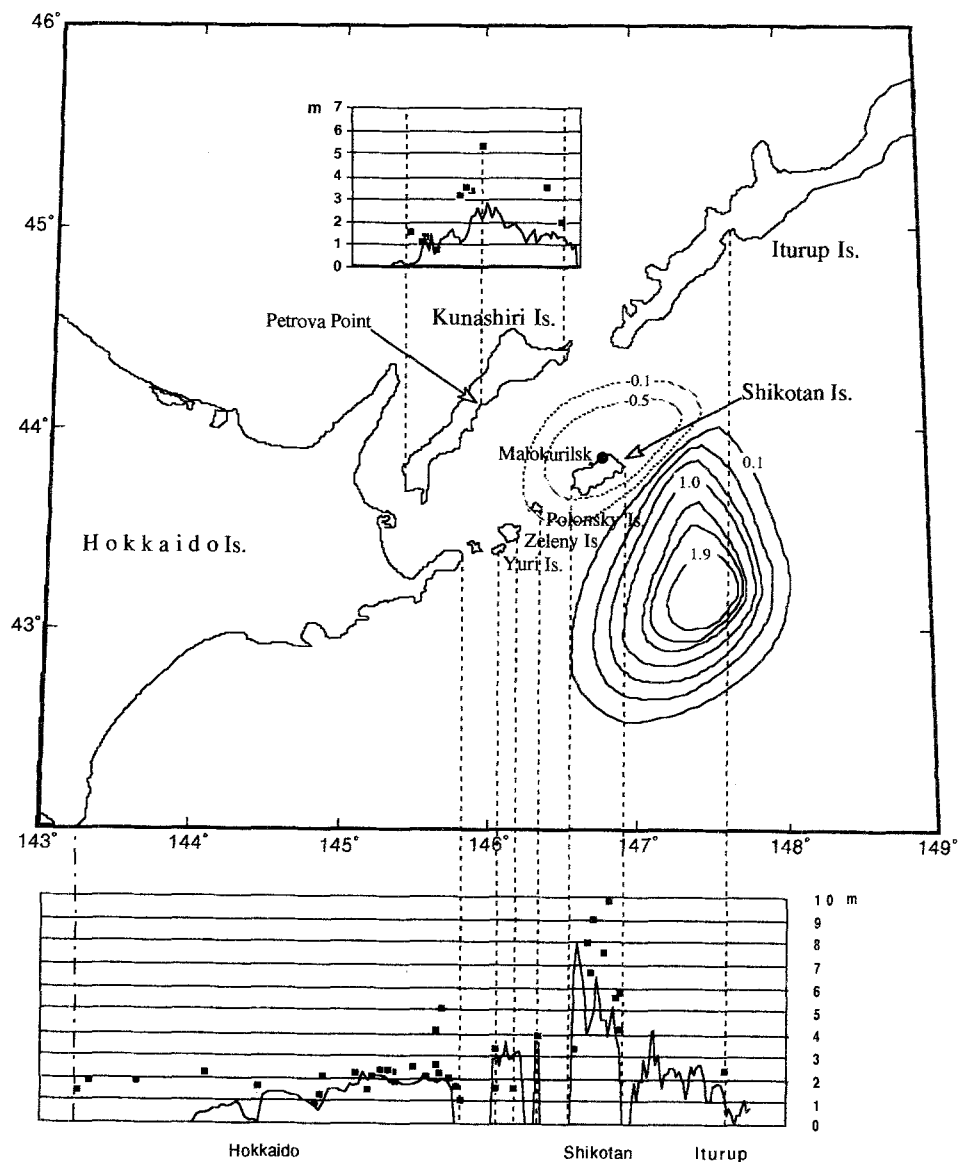 46°
m 7
6
5
4
3
2
1
0
45°
Iturup Is.
Petrova Point
Kunashiri Is.
-0.1
-0.5
Shikotan Is.
44°
Malokurilsk
0.1
1.0
Polonsky Is.
Hokkaido Is.
Zeleny Is.
Yuri Is.
1.9
43°
143°
144°
145°
146°
147°
148°
149°
10 m
9
8
7
6
5
4
3
2
1
0
Hokkaido
Shikotan
Iturup